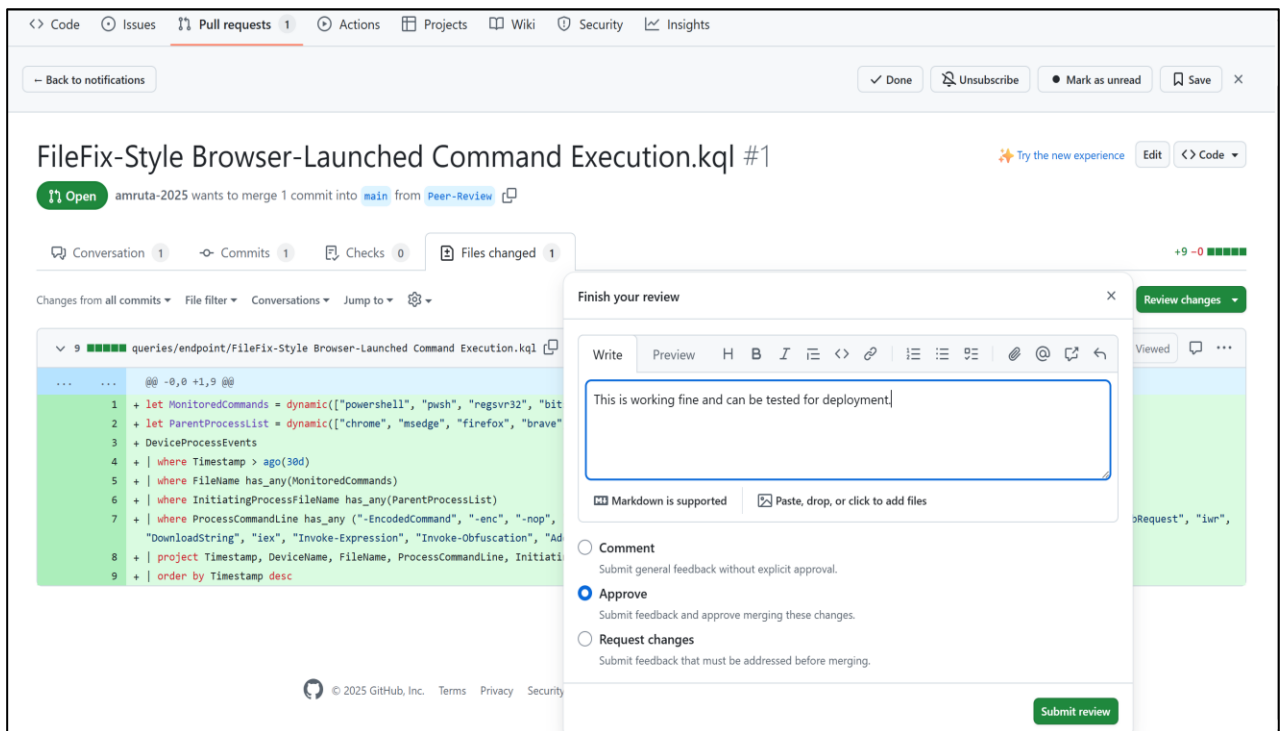 Code Issues Pull requests 1 Actions Projects Wiki Security Insights
← Back to notifications Done Unsubscribe Mark as unread Save
FileFix-Style Browser-Launched Command Execution.kql #1
Try the new experience Edit Code
Open amruta-2025 wants to merge 1 commit into main from Peer-Review
Conversation 1 Commits 1 Checks 0 Files changed 1 +9 −0
Changes from all commits File filter Conversations Jump to
Finish your review
Review changes
9 queries/endpoint/FileFix-Style Browser-Launched Command Execution.kql
Viewed
Write Preview H B I
... ... @@ -0,0 +1,9 @@
1 + let MonitoredCommands = dynamic(["powershell", "pwsh", "regsvr32", "bit
2 + let ParentProcessList = dynamic(["chrome", "msedge", "firefox", "brave"
3 + DeviceProcessEvents
4 + | where Timestamp > ago(30d)
5 + | where FileName has_any(MonitoredCommands)
6 + | where InitiatingProcessFileName has_any(ParentProcessList)
7 + | where ProcessCommandLine has_any ("-EncodedCommand", "-enc", "-nop", Request", "iwr",
"DownloadString", "iex", "Invoke-Expression", "Invoke-Obfuscation", "Ad
8 + | project Timestamp, DeviceName, FileName, ProcessCommandLine, Initiati
9 + | order by Timestamp desc
This is working fine and can be tested for deployment.
Markdown is supported Paste, drop, or click to add files
Comment
Submit general feedback without explicit approval.
Approve
Submit feedback and approve merging these changes.
Request changes
Submit feedback that must be addressed before merging.
Submit review
© 2025 GitHub, Inc. Terms Privacy Security